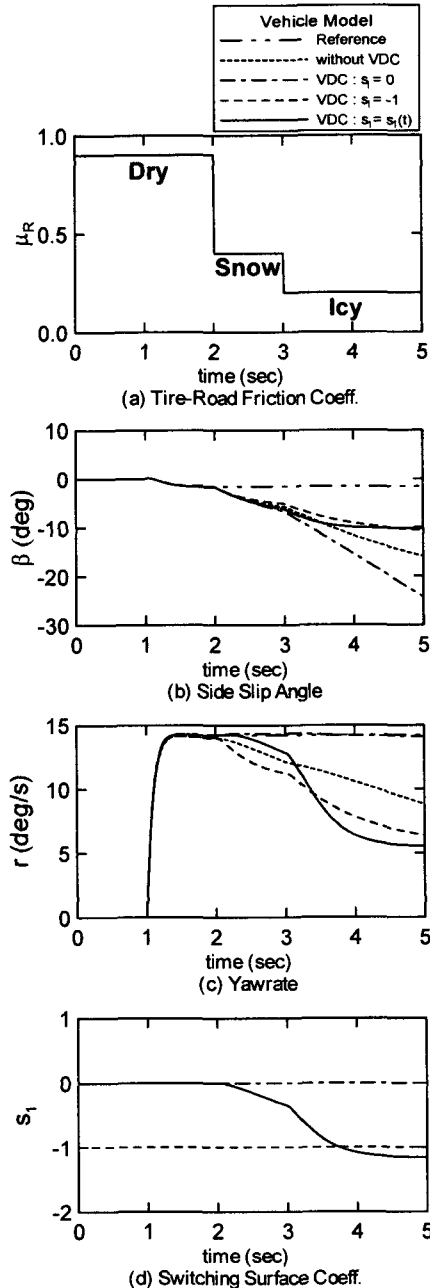 Vehicle Model
Reference
without VDC
VDC : s₁ = 0
VDC : s₁ = -1
VDC : s₁ = s₁(t)
1.0
0.5
0.0
μR
Dry
Snow
Icy
0 1 2 3 4 5
time (sec)
(a) Tire-Road Friction Coeff.
10
0
-10
-20
-30
β (deg)
0 1 2 3 4 5
time (sec)
(b) Side Slip Angle
15
10
5
0
r (deg/s)
0 1 2 3 4 5
time (sec)
(c) Yawrate
1
0
-1
-2
s₁
0 1 2 3 4 5
time (sec)
(d) Switching Surface Coeff.